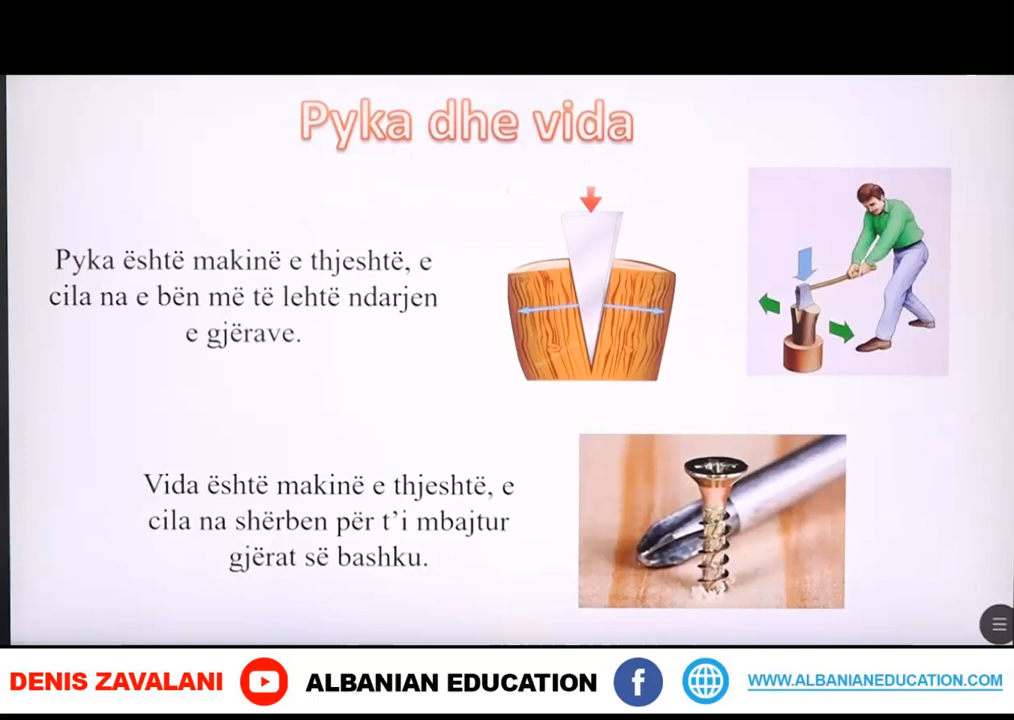 Pyka dhe vida
Pyka është makinë e thjeshtë, e
cila na e bën më të lehtë ndarjen
e gjërave.
Vida është makinë e thjeshtë, e
cila na shërben për t'i mbajtur
gjërat së bashku.
DENIS ZAVALANI
ALBANIAN EDUCATION
WWW.ALBANIANEDUCATION.COM